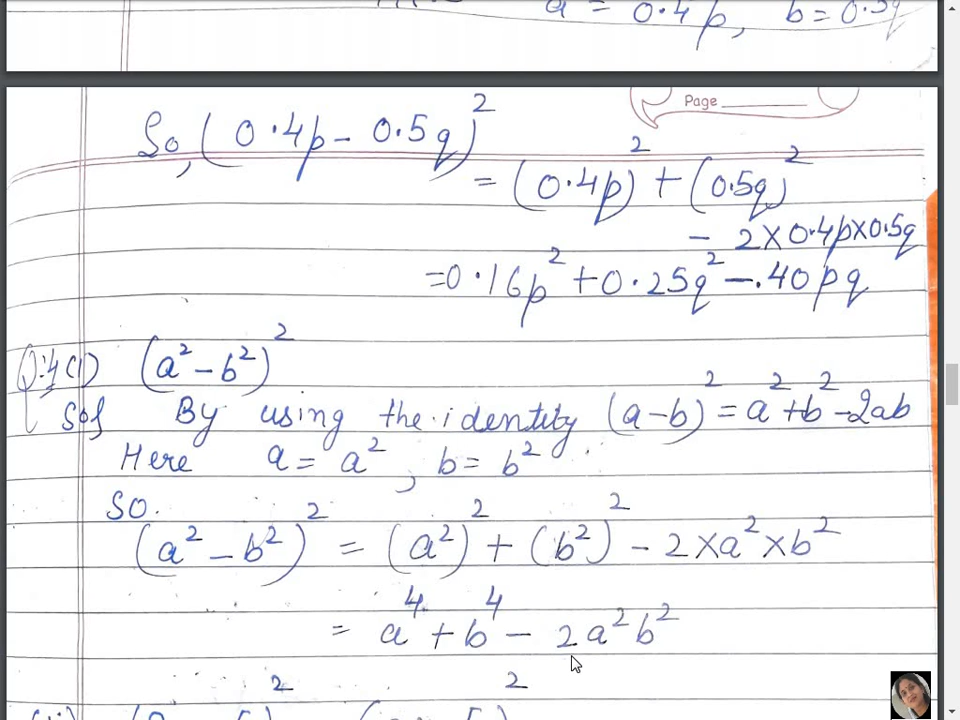 a = 0.4p, b = 0.5q
Page
So, (0.4p - 0.5q)²
= (0.4p)² + (0.5q)²
- 2×0.4p×0.5q
=0.16p² + 0.25q² - .40pq
Q:4(1) (a² - b²)²
Sol By using the identity (a-b)² = a²+b²-2ab
Here a = a², b = b².
SO.
(a² - b²)² = (a²)² + (b²)² - 2×a²×b²
= a⁴ + b⁴ - 2a²b²